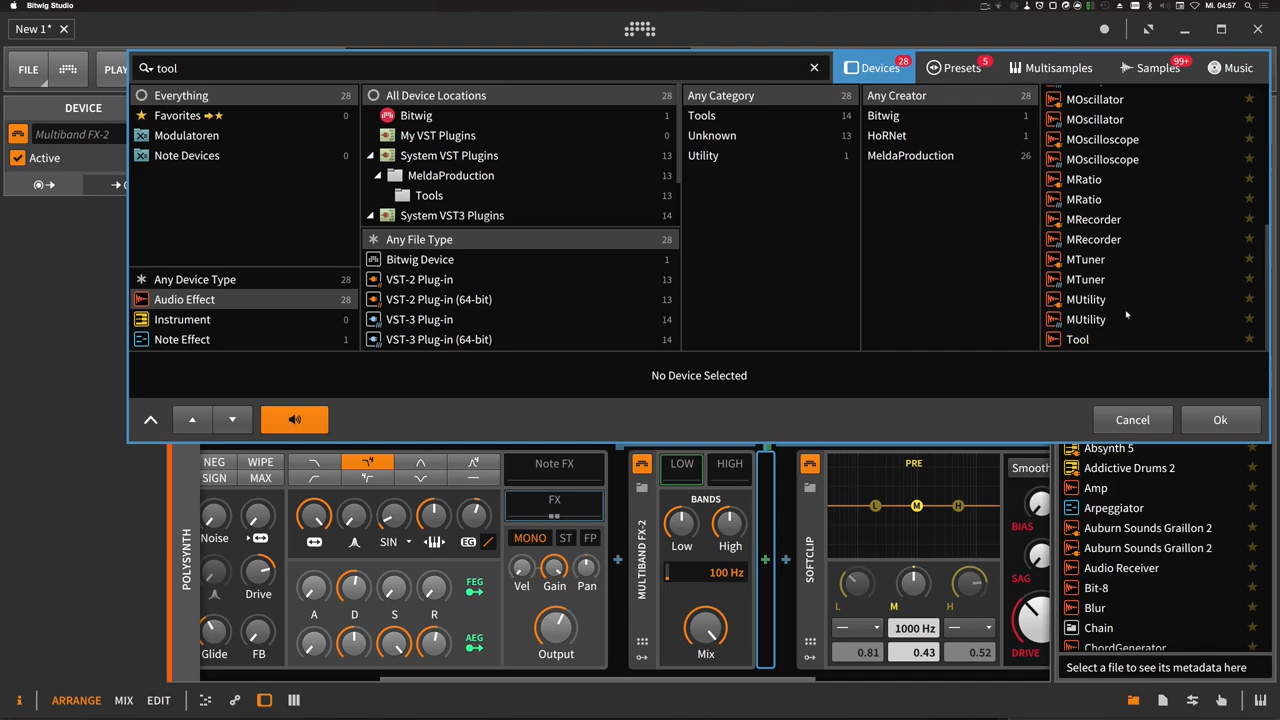 Bitwig Studio
Mi. 04:57
New 1*
FILE
PLAY
tool
Devices
28
Presets
5
Multisamples
Samples
99+
Music
DEVICE
Multiband FX-2
Active
Everything 28
Favorites 0
Modulatoren
Note Devices 0
Any Device Type 28
Audio Effect 28
Instrument 0
Note Effect 1
All Device Locations 28
Bitwig 1
My VST Plugins
System VST Plugins 13
MeldaProduction 13
Tools 13
System VST3 Plugins 14
Any File Type 28
Bitwig Device 1
VST-2 Plug-in 13
VST-2 Plug-in (64-bit) 13
VST-3 Plug-in 14
VST-3 Plug-in (64-bit) 14
Any Category 28
Tools 14
Unknown 13
Utility 1
Any Creator 28
Bitwig 1
HoRNet 1
MeldaProduction 26
MOscillator
MOscillator
MOscilloscope
MOscilloscope
MRatio
MRatio
MRecorder
MRecorder
MTuner
MTuner
MUtility
MUtility
Tool
No Device Selected
Cancel
Ok
POLYSYNTH
NEG
WIPE
SIGN
MAX
Noise
Drive
Glide
FB
SIN
EG
A
D
S
R
FEG
AEG
Note FX
FX
MONO
ST
FP
Vel
Gain
Pan
Output
MULTIBAND FX-2
LOW
HIGH
BANDS
Low
High
100 Hz
Mix
SOFTCLIP
PRE
L
M
H
L
M
H
1000 Hz
0.81
0.43
0.52
Smooth
BIAS
SAG
DRIVE
Absynth 5
Addictive Drums 2
Amp
Arpeggiator
Auburn Sounds Graillon 2
Auburn Sounds Graillon 2
Audio Receiver
Bit-8
Blur
Chain
ChordGenerator
Select a file to see its metadata here
i
ARRANGE
MIX
EDIT